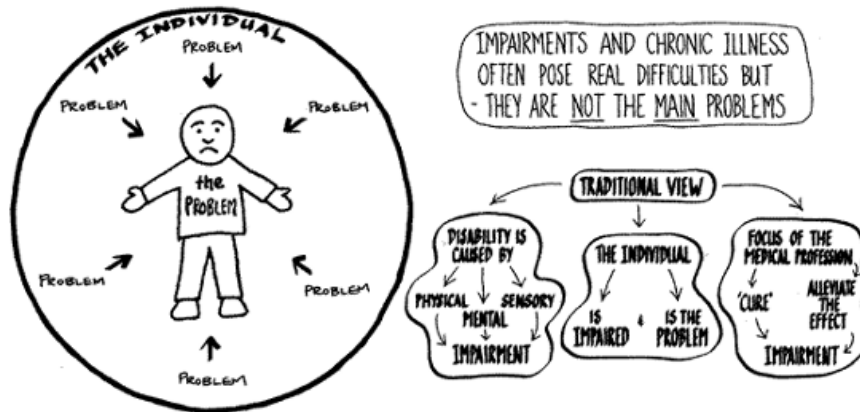 THE INDIVIDUAL
PROBLEM
PROBLEM
PROBLEM
the
PROBLEM
PROBLEM
PROBLEM
PROBLEM
IMPAIRMENTS AND CHRONIC ILLNESS
OFTEN POSE REAL DIFFICULTIES BUT
- THEY ARE NOT THE MAIN PROBLEMS
TRADITIONAL VIEW
DISABILITY IS
CAUSED BY
PHYSICAL SENSORY
MENTAL
IMPAIRMENT
THE INDIVIDUAL
IS & IS THE
IMPAIRED PROBLEM
FOCUS OF THE
MEDICAL PROFESSION
"CURE" ALLEVIATE
THE
EFFECT
IMPAIRMENT